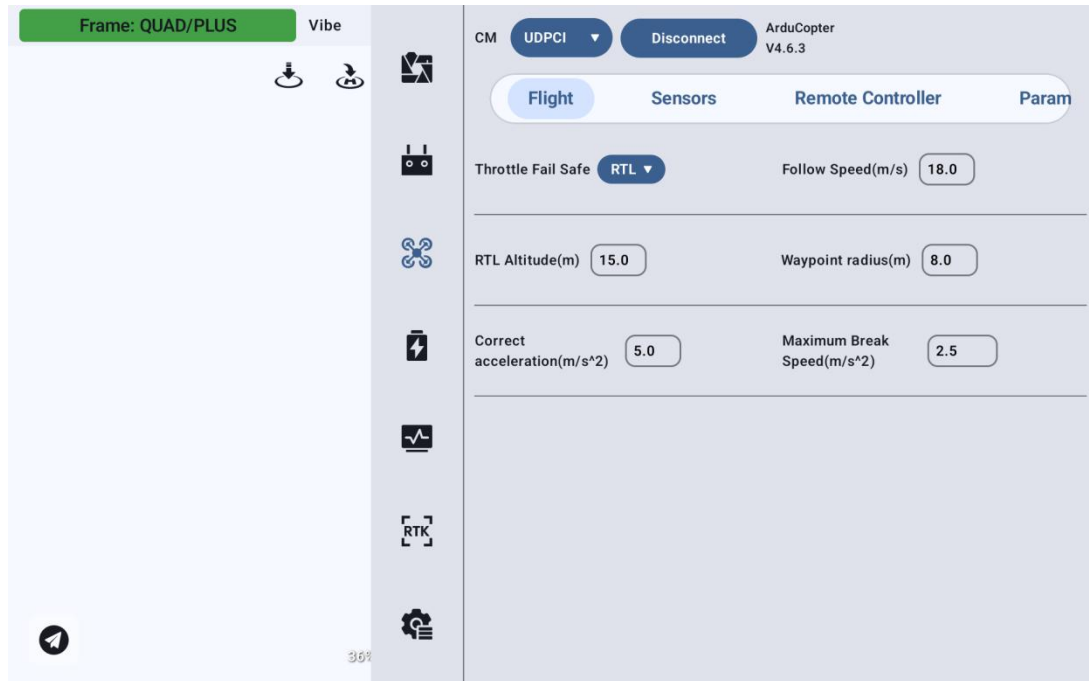 Frame: QUAD/PLUS Vibe
CM UDPCI ▼ Disconnect ArduCopter
V4.6.3
Flight Sensors Remote Controller Param
Throttle Fail Safe RTL ▼ Follow Speed(m/s) 18.0
RTL Altitude(m) 15.0 Waypoint radius(m) 8.0
Correct
acceleration(m/s^2) 5.0
Maximum Break
Speed(m/s^2) 2.5
RTK